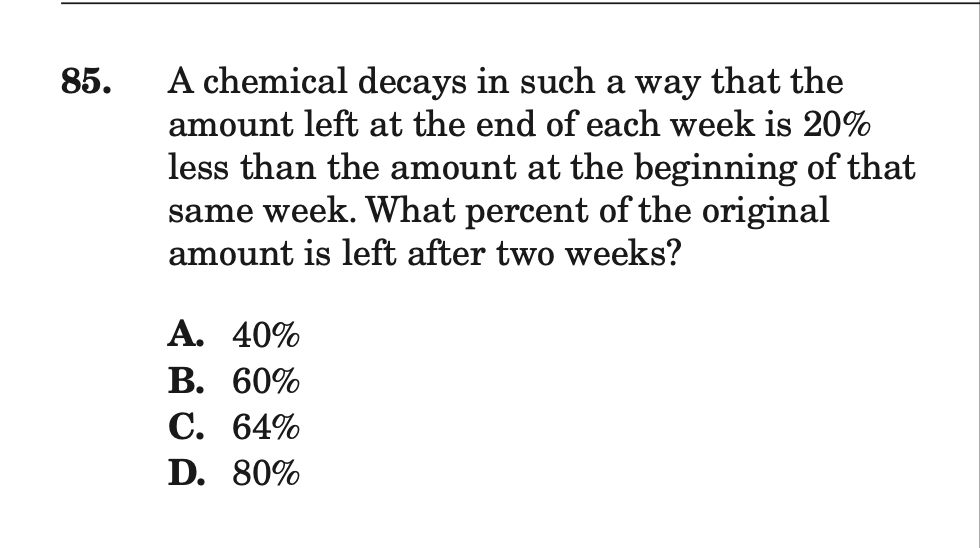 85. A chemical decays in such a way that the
amount left at the end of each week is 20%
less than the amount at the beginning of that
same week. What percent of the original
amount is left after two weeks?
A. 40%
B. 60%
C. 64%
D. 80%